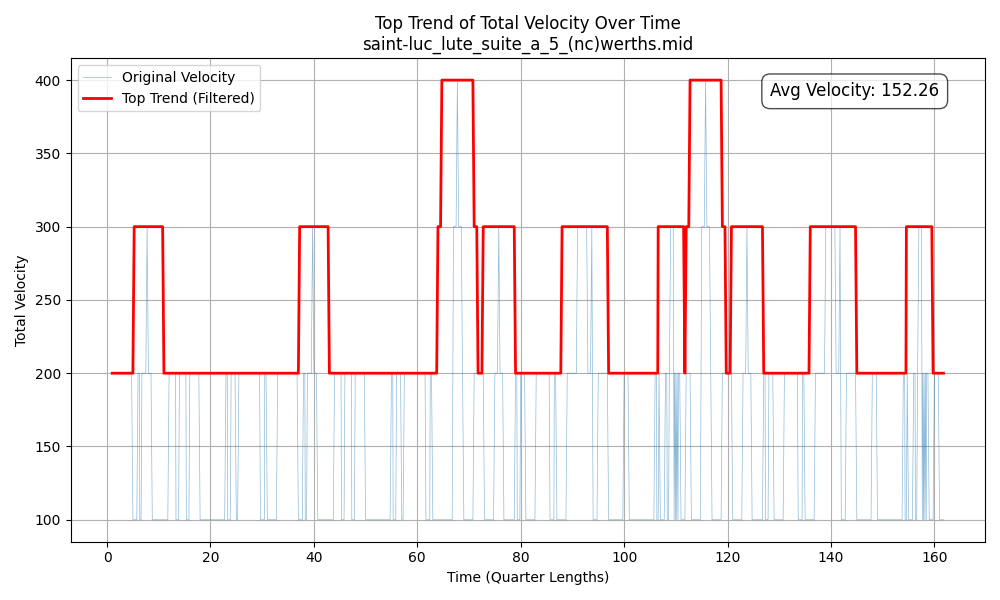 Top Trend of Total Velocity Over Time
saint-luc_lute_suite_a_5_(nc)werths.mid
Original Velocity
Top Trend (Filtered)
Avg Velocity: 152.26
Total Velocity
400
350
300
250
200
150
100
0 20 40 60 80 100 120 140 160
Time (Quarter Lengths)